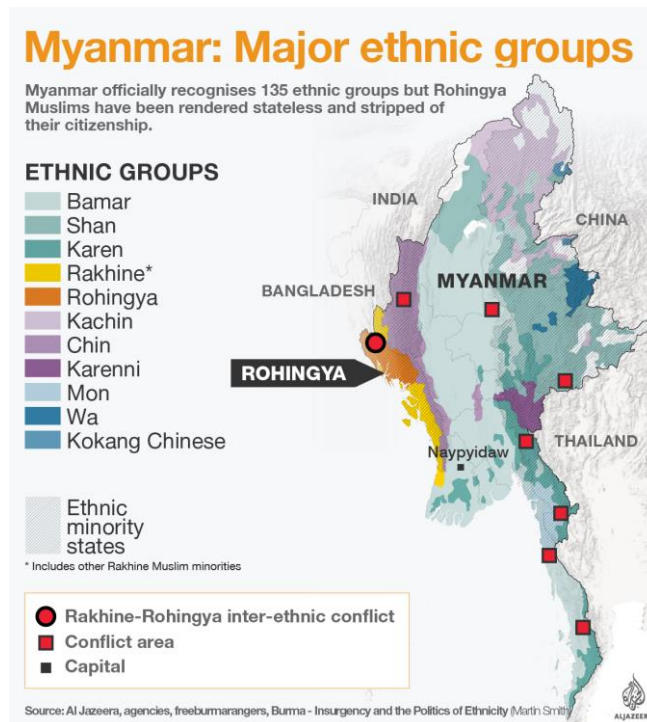 Myanmar: Major ethnic groups
Myanmar officially recognises 135 ethnic groups but Rohingya
Muslims have been rendered stateless and stripped of
their citizenship.
ETHNIC GROUPS
Bamar
Shan
Karen
Rakhine*
Rohingya
Kachin
Chin
Karenni
Mon
Wa
Kokang Chinese
Ethnic
minority
states
* Includes other Rakhine Muslim minorities
INDIA
CHINA
BANGLADESH
MYANMAR
ROHINGYA
THAILAND
Naypyidaw
Rakhine-Rohingya inter-ethnic conflict
Conflict area
Capital
Source: Al Jazeera, agencies, freeburmarangers, Burma - Insurgency and the Politics of Ethnicity (Martin Smith)
ALJAZEERA